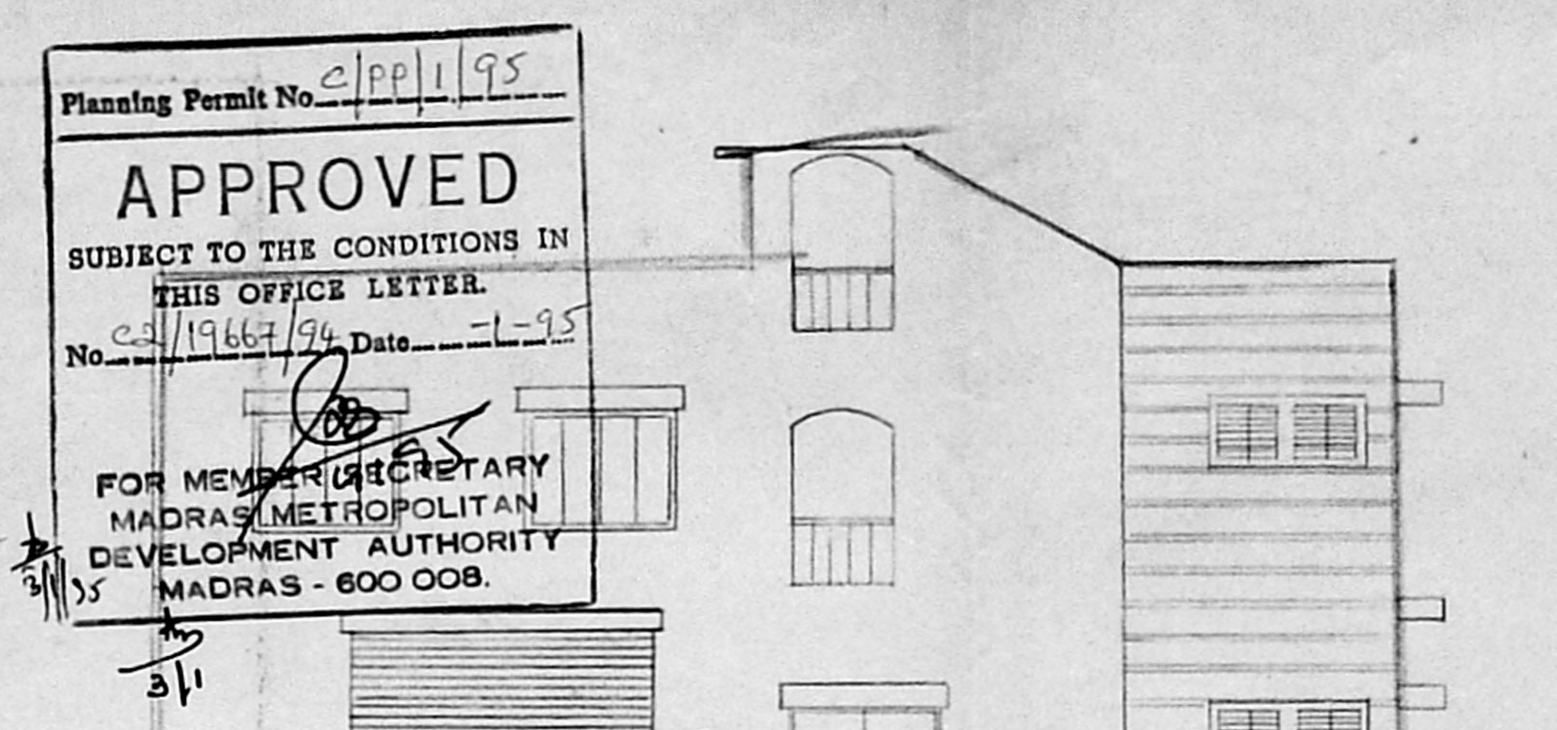 Planning Permit No C/PP/1/95
APPROVED
SUBJECT TO THE CONDITIONS IN
THIS OFFICE LETTER.
No C2/19667/94 Date -1-95
FOR MEMBER SECRETARY
MADRAS METROPOLITAN
DEVELOPMENT AUTHORITY
MADRAS - 600 008.
3/1/95
3/1